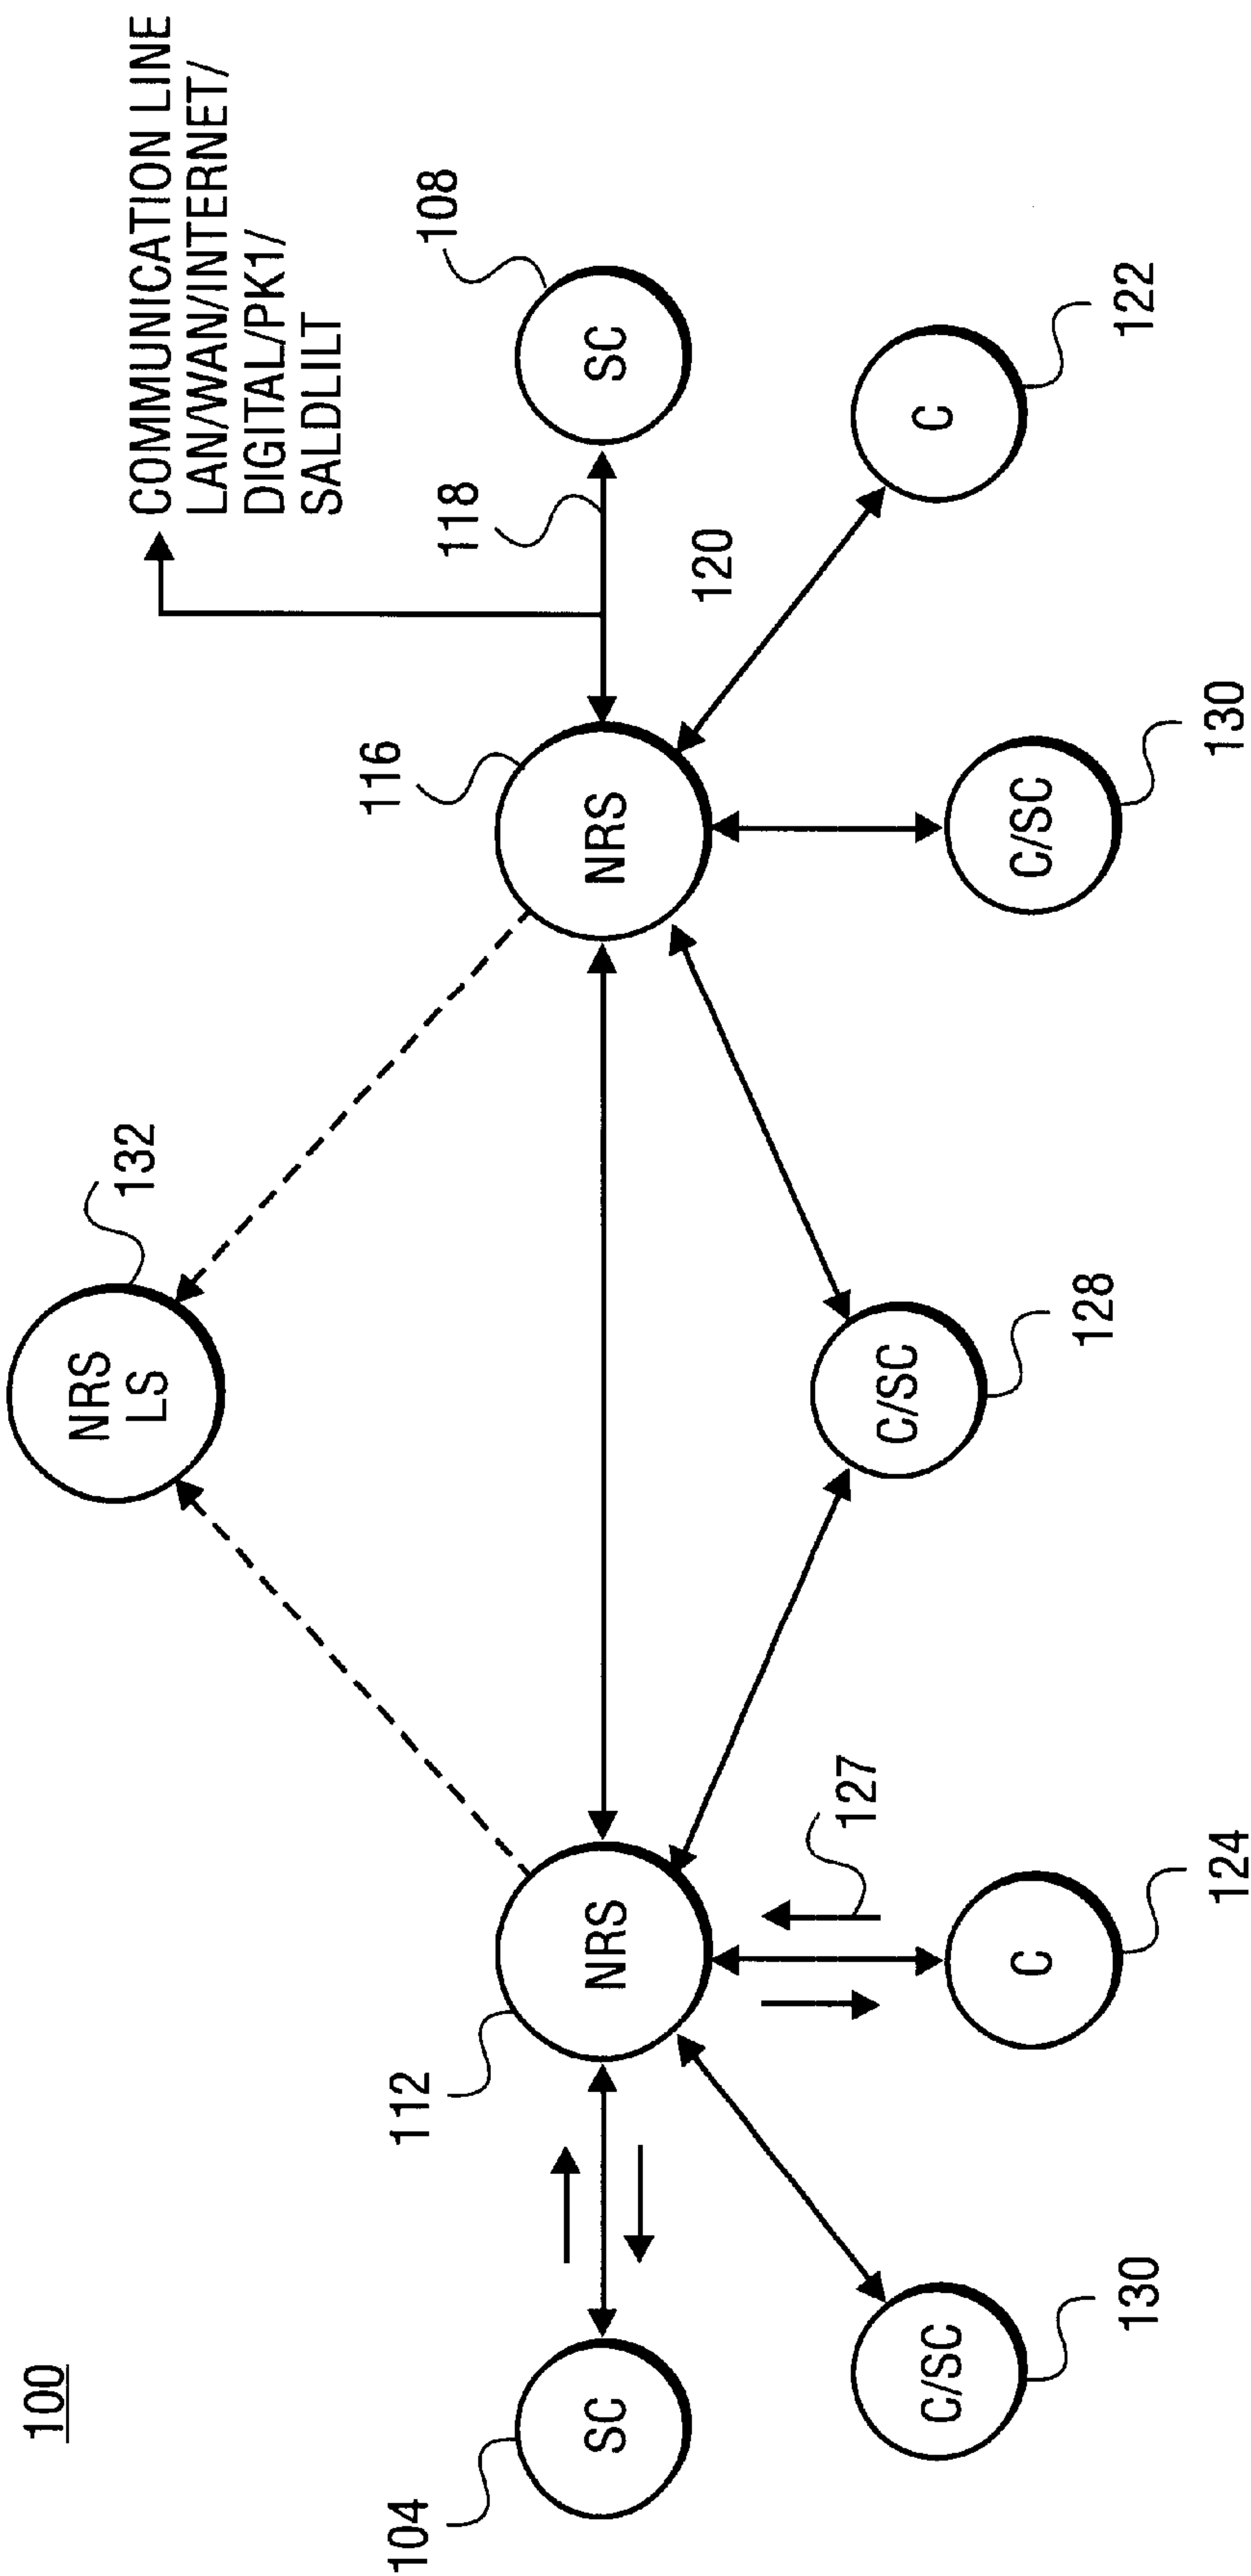 100
COMMUNICATION LINE
LAN/WAN/INTERNET/
DIGITAL/PK1/
SALDLILT
NRS
LS
132
104
SC
112
NRS
116
NRS
118
SC
108
120
C/SC
130
C
124
127
C/SC
128
C/SC
130
C
122